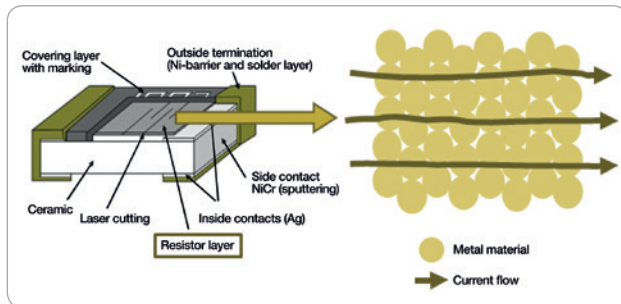 Covering layer
with marking
Outside termination
(Ni-barrier and solder layer)
Side contact
NiCr (sputtering)
Ceramic
Laser cutting
Inside contacts (Ag)
Resistor layer
Metal material
Current flow